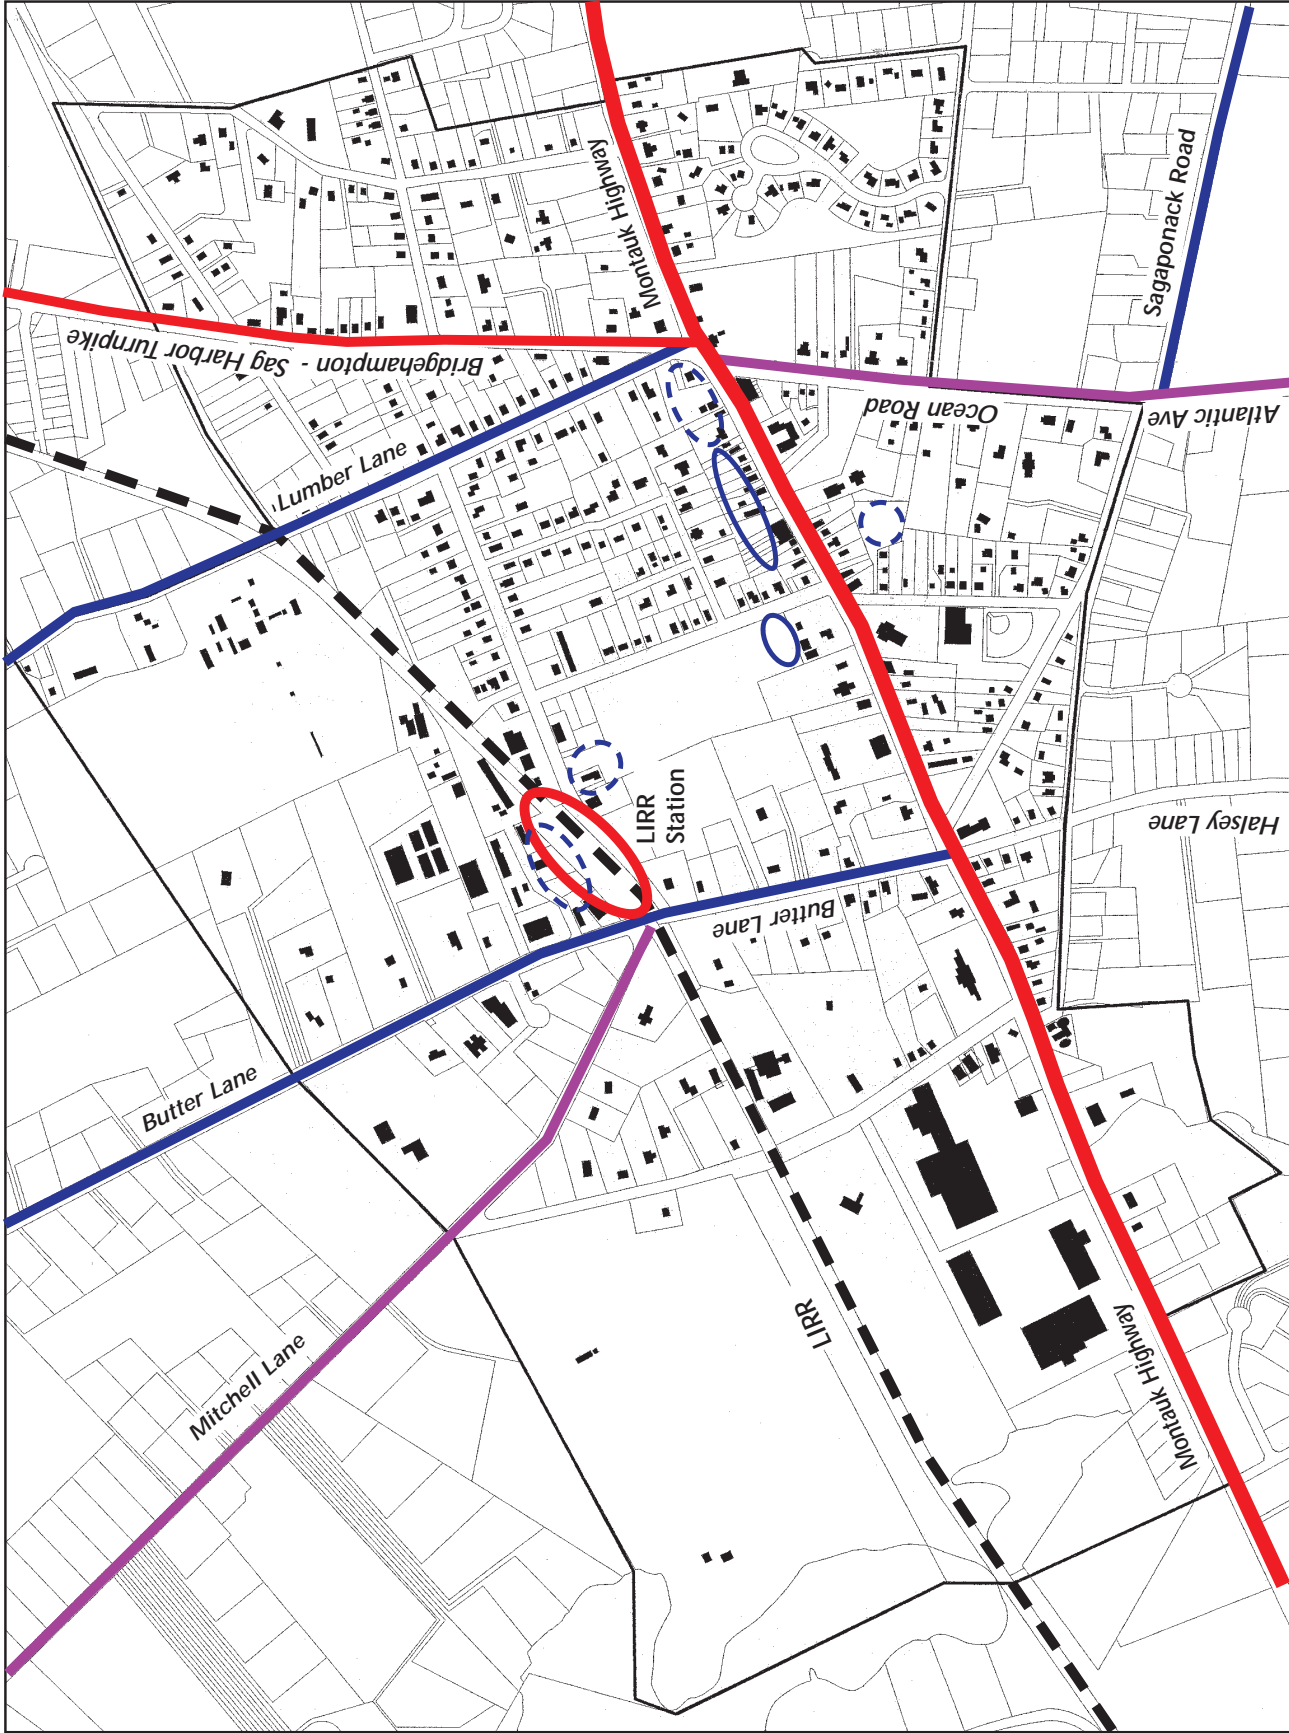 Montauk Highway
Sagaponack Road
Bridgehampton - Sag Harbor Turnpike
Ocean Road
Atlantic Ave
Lumber Lane
LIRR
Station
Halsey Lane
Butter Lane
Butter Lane
Mitchell Lane
LIRR
Montauk Highway